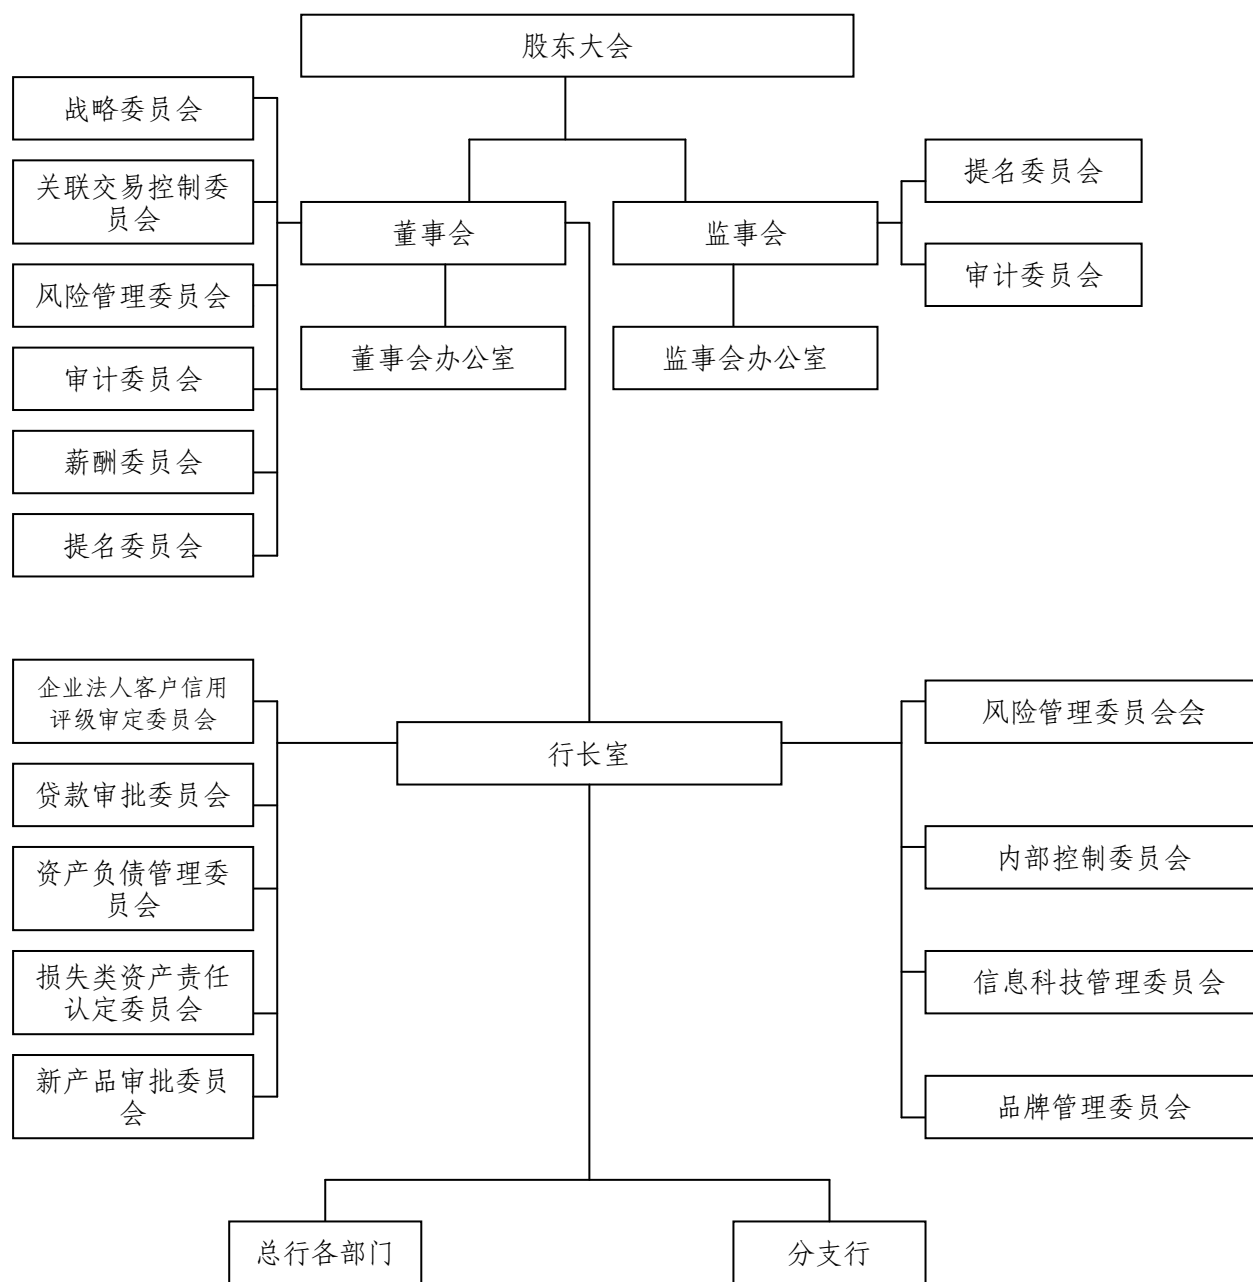 股东大会
战略委员会
关联交易控制委
员会
风险管理委员会
审计委员会
薪酬委员会
提名委员会
董事会
监事会
提名委员会
审计委员会
董事会办公室
监事会办公室
企业法人客户信用
评级审定委员会
贷款审批委员会
资产负债管理委
员会
损失类资产责任
认定委员会
新产品审批委员
会
行长室
风险管理委员会会
内部控制委员会
信息科技管理委员会
品牌管理委员会
总行各部门
分支行